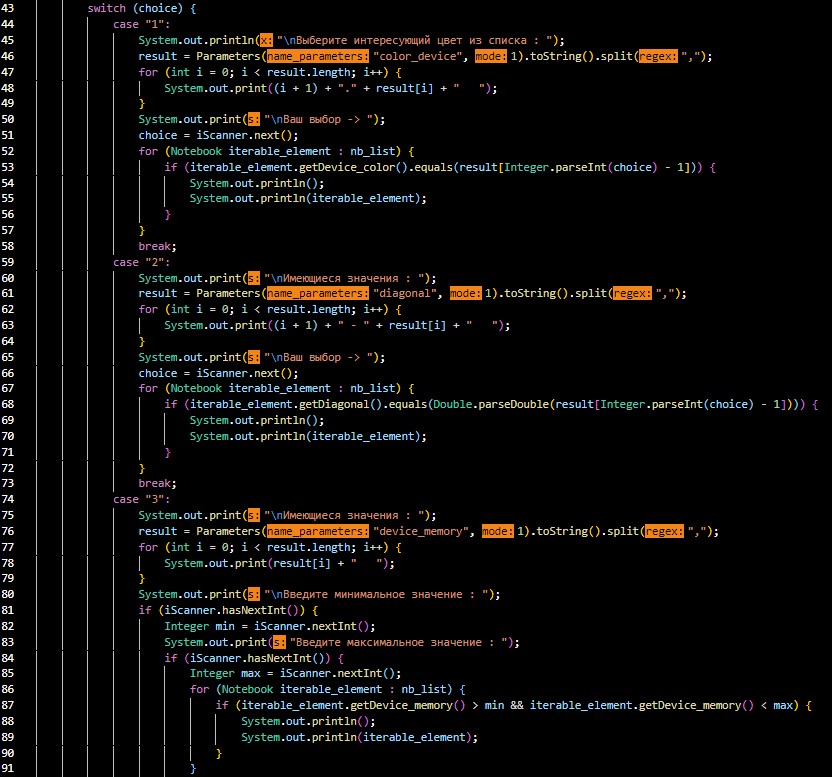 43 switch (choice) {
44 case "1":
45 System.out.println(x: "\nВыберите интересующий цвет из списка : ");
46 result = Parameters(name_parameters: "color_device", mode: 1).toString().split(regex: ",");
47 for (int i = 0; i < result.length; i++) {
48 System.out.print((i + 1) + "." + result[i] + "   ");
49 }
50 System.out.print(s: "\nВаш выбор -> ");
51 choice = iScanner.next();
52 for (Notebook iterable_element : nb_list) {
53 if (iterable_element.getDevice_color().equals(result[Integer.parseInt(choice) - 1])) {
54 System.out.println();
55 System.out.println(iterable_element);
56 }
57 }
58 break;
59 case "2":
60 System.out.print(s: "\nИмеющиеся значения : ");
61 result = Parameters(name_parameters: "diagonal", mode: 1).toString().split(regex: ",");
62 for (int i = 0; i < result.length; i++) {
63 System.out.print((i + 1) + " - " + result[i] + "   ");
64 }
65 System.out.print(s: "\nВаш выбор -> ");
66 choice = iScanner.next();
67 for (Notebook iterable_element : nb_list) {
68 if (iterable_element.getDiagonal().equals(Double.parseDouble(result[Integer.parseInt(choice) - 1]))) {
69 System.out.println();
70 System.out.println(iterable_element);
71 }
72 }
73 break;
74 case "3":
75 System.out.print(s: "\nИмеющиеся значения : ");
76 result = Parameters(name_parameters: "device_memory", mode: 1).toString().split(regex: ",");
77 for (int i = 0; i < result.length; i++) {
78 System.out.print(result[i] + "   ");
79 }
80 System.out.print(s: "\nВведите минимальное значение : ");
81 if (iScanner.hasNextInt()) {
82 Integer min = iScanner.nextInt();
83 System.out.print(s: "Введите максимальное значение : ");
84 if (iScanner.hasNextInt()) {
85 Integer max = iScanner.nextInt();
86 for (Notebook iterable_element : nb_list) {
87 if (iterable_element.getDevice_memory() > min && iterable_element.getDevice_memory() < max) {
88 System.out.println();
89 System.out.println(iterable_element);
90 }
91 }